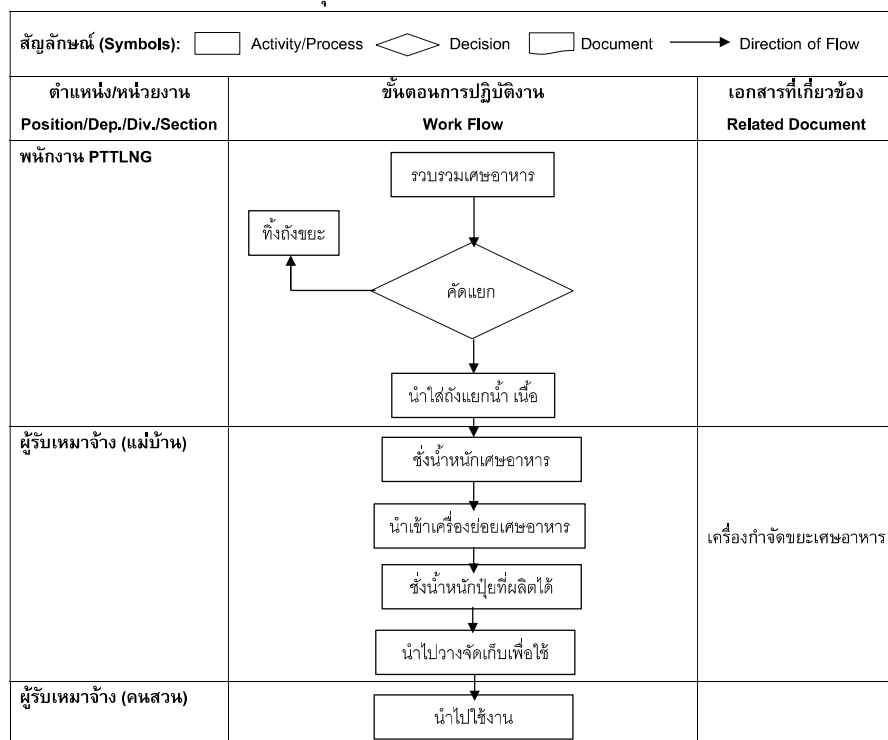 สัญลักษณ์ (Symbols): Activity/Process Decision Document Direction of Flow
ตำแหน่ง/หน่วยงาน
Position/Dep./Div./Section
ขั้นตอนการปฏิบัติงาน
Work Flow
เอกสารที่เกี่ยวข้อง
Related Document
พนักงาน PTTLNG
รวบรวมเศษอาหาร
ทิ้งถังขยะ
คัดแยก
นำใส่ถังแยกน้ำ เนื้อ
ผู้รับเหมาจ้าง (แม่บ้าน)
ชั่งน้ำหนักเศษอาหาร
นำเข้าเครื่องย่อยเศษอาหาร
เครื่องกำจัดขยะเศษอาหาร
ชั่งน้ำหนักปุ๋ยที่ผลิตได้
นำไปวางจัดเก็บเพื่อใช้
ผู้รับเหมาจ้าง (คนสวน)
นำไปใช้งาน